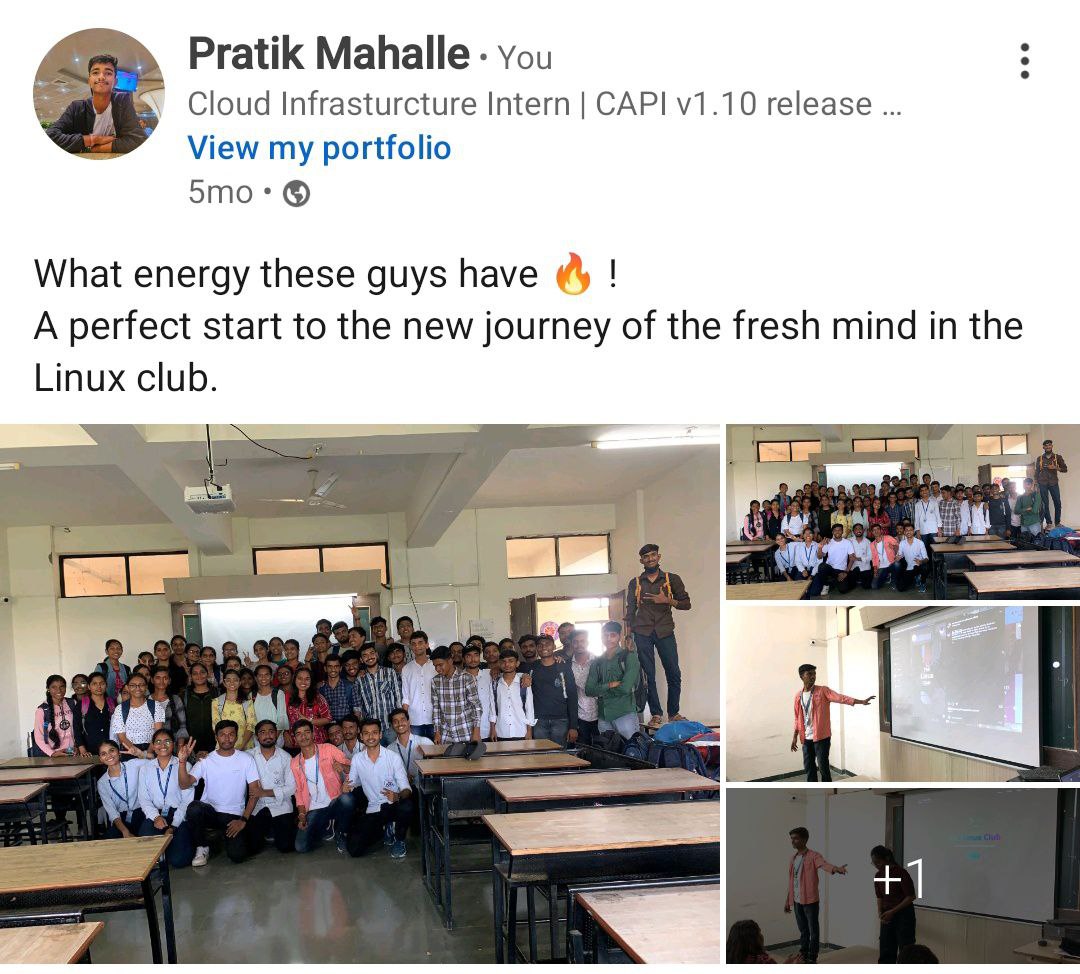 Pratik Mahalle • You
Cloud Infrasturcture Intern | CAPI v1.10 release ...
View my portfolio
5mo •
What energy these guys have 🔥 !
A perfect start to the new journey of the fresh mind in the
Linux club.
Linux
Linux Club
+1